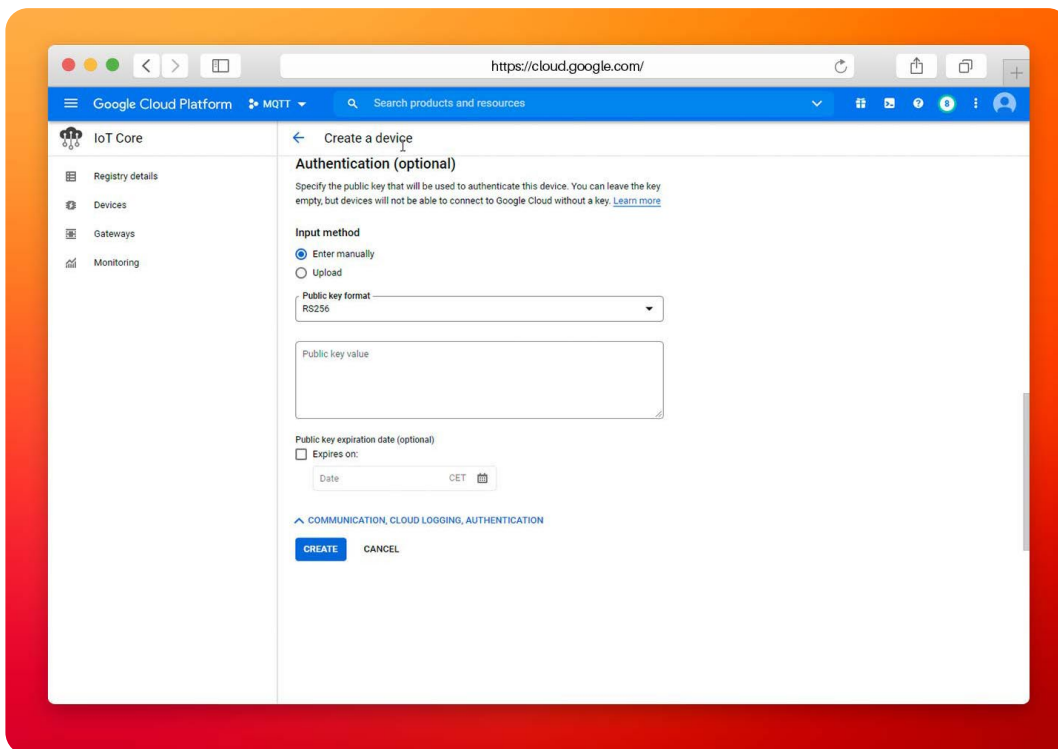 https://cloud.google.com/
Google Cloud Platform MQTT Search products and resources 8
IoT Core
Create a device
Registry details
Devices
Gateways
Monitoring
Authentication (optional)
Specify the public key that will be used to authenticate this device. You can leave the key
empty, but devices will not be able to connect to Google Cloud without a key. Learn more
Input method
Enter manually
Upload
Public key format
RS256
Public key value
Public key expiration date (optional)
Expires on:
Date CET
COMMUNICATION, CLOUD LOGGING, AUTHENTICATION
CREATE CANCEL